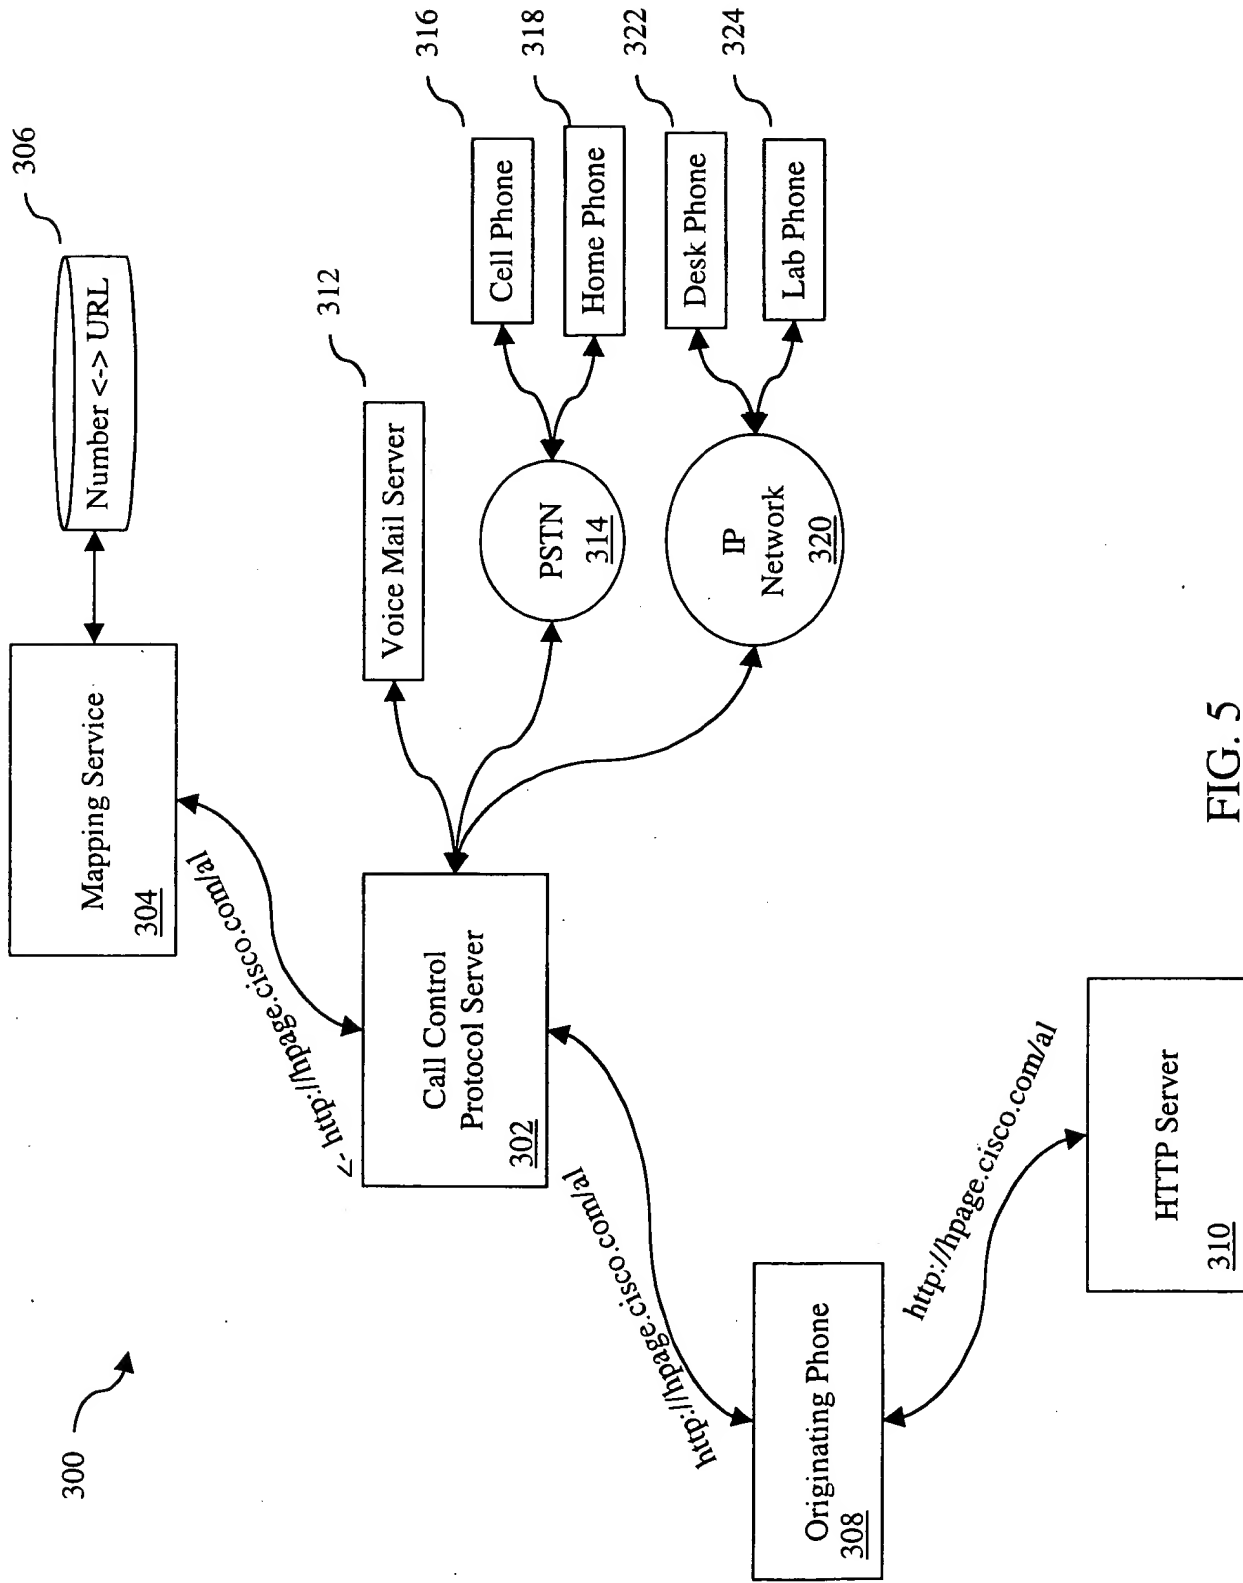 300
Mapping Service
304
Number <-> URL
306
<- http://hpage.cisco.com/al
Call Control
Protocol Server
302
Voice Mail Server
312
PSTN
314
Cell Phone
316
Home Phone
318
IP
Network
320
Desk Phone
322
Lab Phone
324
http://hpage.cisco.com/al
Originating Phone
308
http://hpage.cisco.com/al
HTTP Server
310
FIG. 5